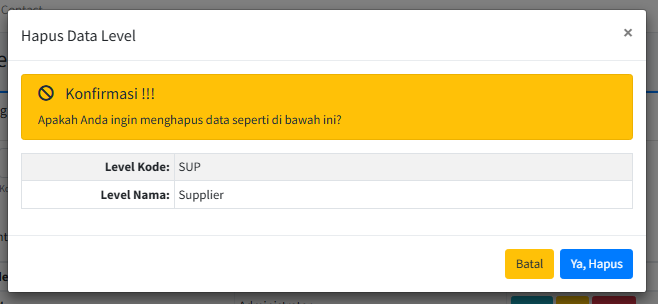 Contact
Hapus Data Level
×
Konfirmasi !!!
Apakah Anda ingin menghapus data seperti di bawah ini?
Level Kode: SUP
Level Nama: Supplier
Batal
Ya, Hapus